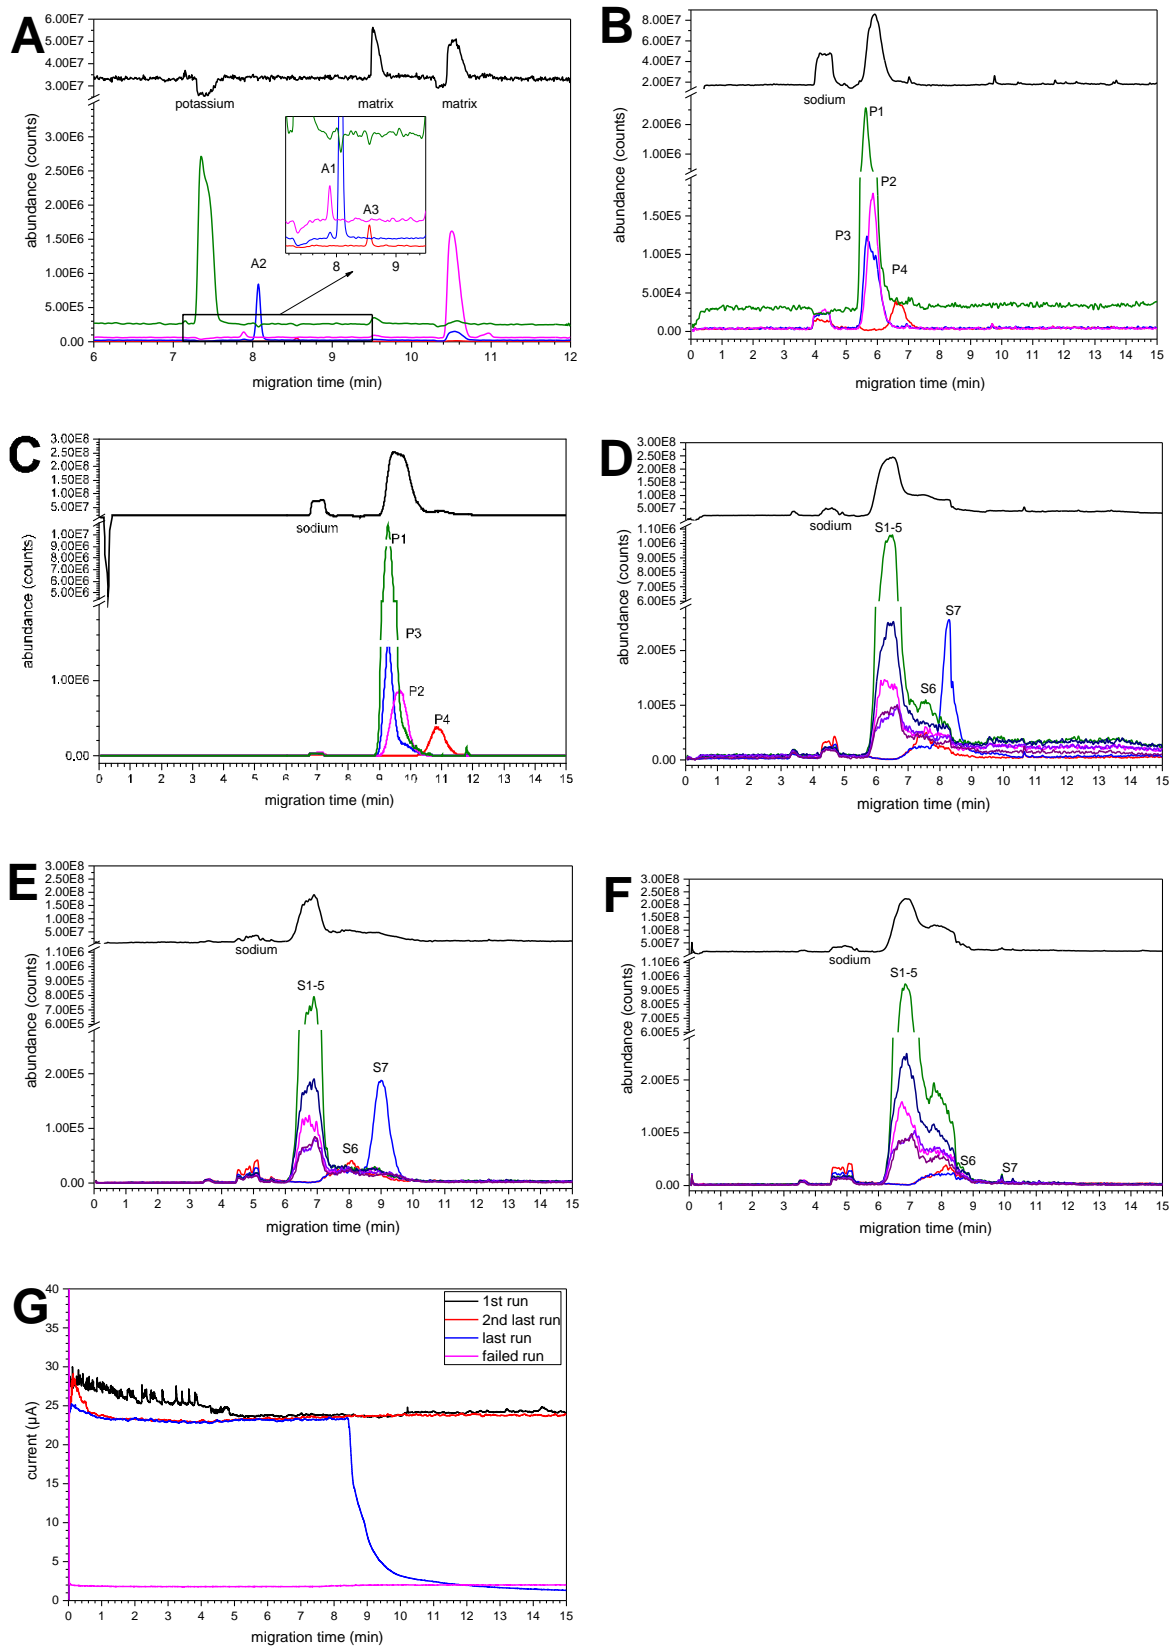 A
6.00E7
5.00E7
4.00E7
3.00E7
potassium
matrix
matrix
3.00E6
2.50E6
2.00E6
1.50E6
1.00E6
5.00E5
0.00
A1
A3
8
9
A2
abundance (counts)
6
7
8
9
10
11
12
migration time (min)
B
8.00E7
6.00E7
4.00E7
2.00E7
sodium
P1
2.00E6
1.00E6
P2
1.50E5
P3
1.00E5
P4
5.00E4
0.00
abundance (counts)
0 1 2 3 4 5 6 7 8 9 10 11 12 13 14 15
migration time (min)
C
3.00E8
2.50E8
2.00E8
1.50E8
1.00E8
5.00E7
sodium
1.00E7
9.00E6
8.00E6
7.00E6
6.00E6
5.00E6
P1
P3
P2
P4
1.00E6
0.00
abundance (counts)
0 1 2 3 4 5 6 7 8 9 10 11 12 13 14 15
migration time (min)
D
3.00E8
2.50E8
2.00E8
1.50E8
1.00E8
5.00E7
sodium
1.10E6
1.00E6
9.00E5
8.00E5
7.00E5
6.00E5
S1-5
S7
S6
2.00E5
1.00E5
0.00
abundance (counts)
0 1 2 3 4 5 6 7 8 9 10 11 12 13 14 15
migration time (min)
E
3.00E8
2.50E8
2.00E8
1.50E8
1.00E8
5.00E7
sodium
1.10E6
1.00E6
9.00E5
8.00E5
7.00E5
6.00E5
S1-5
S7
S6
2.00E5
1.00E5
0.00
abundance (counts)
0 1 2 3 4 5 6 7 8 9 10 11 12 13 14 15
migration time (min)
F
3.00E8
2.50E8
2.00E8
1.50E8
1.00E8
5.00E7
sodium
1.10E6
1.00E6
9.00E5
8.00E5
7.00E5
6.00E5
S1-5
S6
S7
2.00E5
1.00E5
0.00
abundance (counts)
0 1 2 3 4 5 6 7 8 9 10 11 12 13 14 15
migration time (min)
G
40
35
30
25
20
15
10
5
0
1st run
2nd last run
last run
failed run
current (μA)
0 1 2 3 4 5 6 7 8 9 10 11 12 13 14 15
migration time (min)